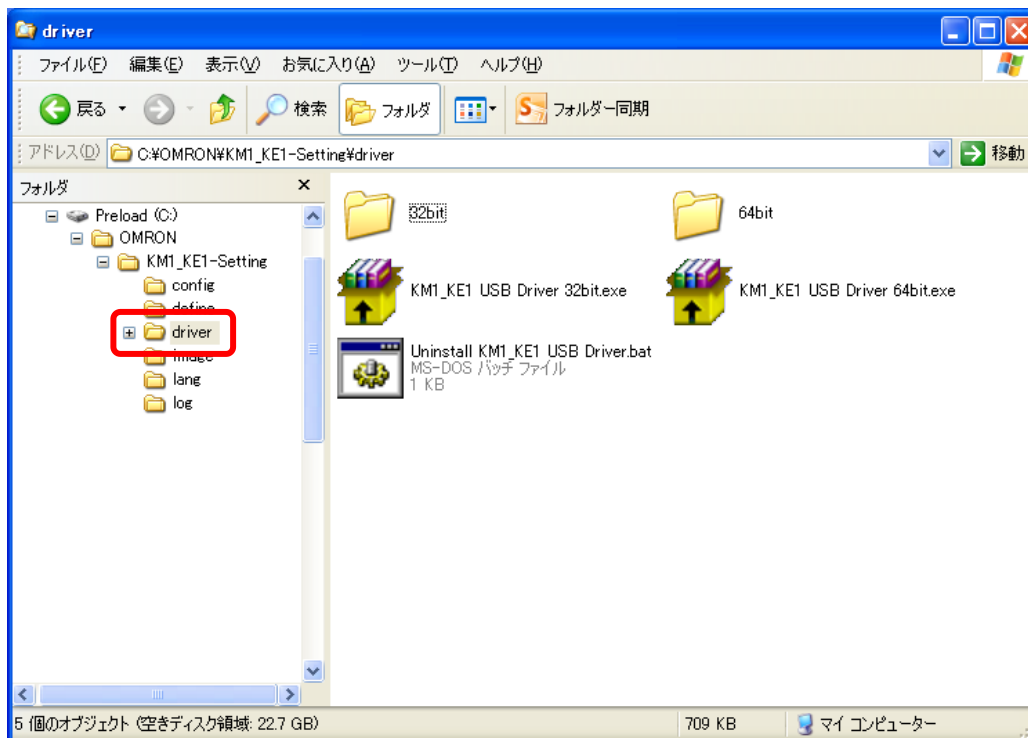 driver
ファイル(F) 編集(E) 表示(V) お気に入り(A) ツール(T) ヘルプ(H)
戻る 検索 フォルダ フォルダー同期
アドレス(D) C:¥OMRON¥KM1_KE1-Setting¥driver 移動
フォルダ
Preload (C:)
OMRON
KM1_KE1-Setting
config
define
driver
image
lang
log
32bit
64bit
KM1_KE1 USB Driver 32bit.exe
KM1_KE1 USB Driver 64bit.exe
Uninstall KM1_KE1 USB Driver.bat
MS-DOS バッチ ファイル
1 KB
5 個のオブジェクト (空きディスク領域: 22.7 GB) 709 KB マイ コンピューター